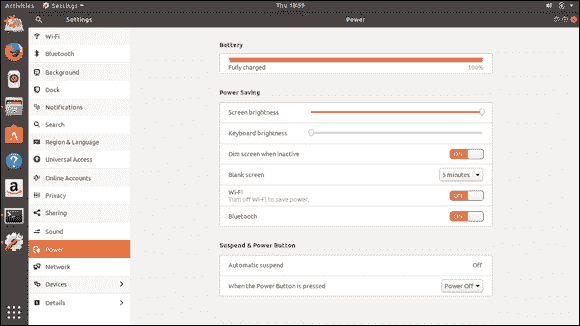 Activities Settings Thu 18:59
Settings Power
Wi-Fi
Bluetooth
Background
Dock
Notifications
Search
Region & Language
Universal Access
Online Accounts
Privacy
Sharing
Sound
Power
Network
Devices
Details
Battery
Fully charged 100%
Power Saving
Screen brightness
Keyboard brightness
Dim screen when inactive ON
Blank screen 5 minutes
Wi-Fi ON
Turn off Wi-Fi to save power.
Bluetooth ON
Suspend & Power Button
Automatic suspend Off
When the Power Button is pressed Power Off